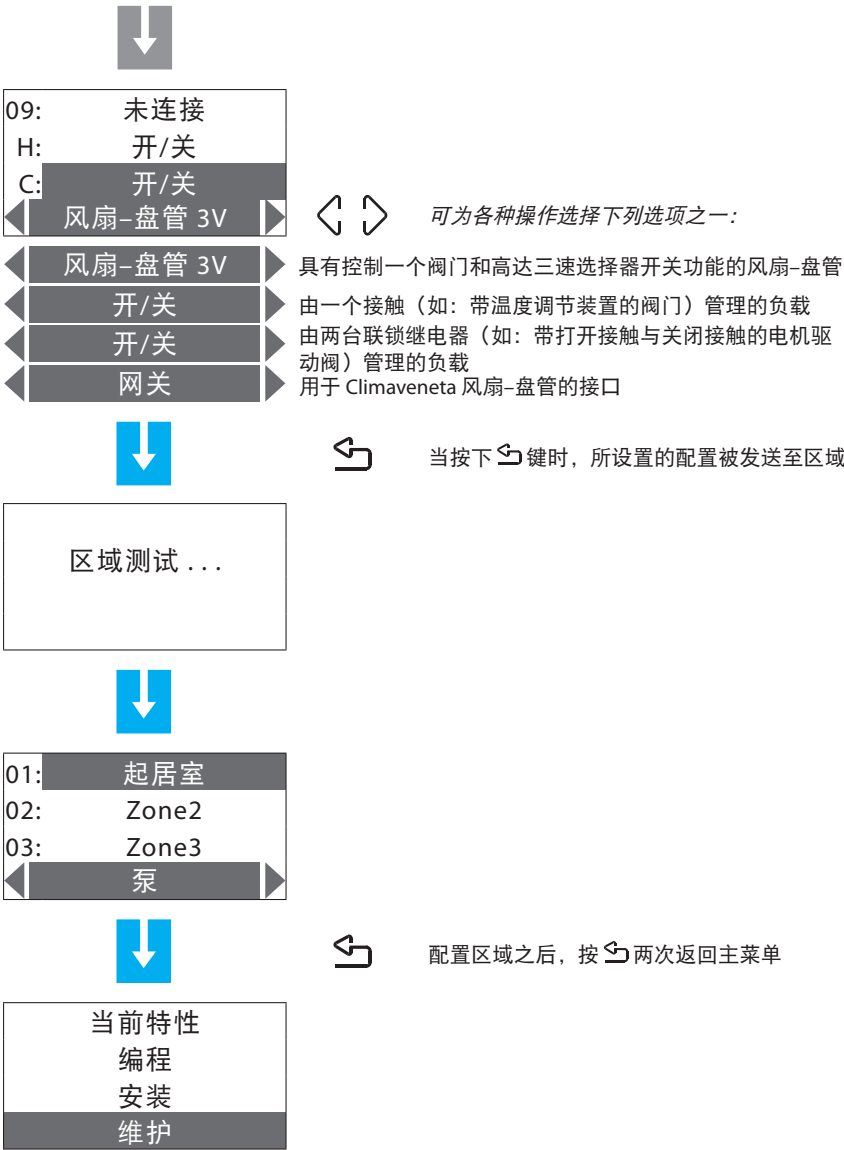 09: 未连接
H: 开/关
C: 开/关
风扇–盘管 3V
可为各种操作选择下列选项之一：
风扇–盘管 3V
具有控制一个阀门和高达三速选择器开关功能的风扇–盘管
开/关
由一个接触（如：带温度调节装置的阀门）管理的负载
开/关
由两台联锁继电器（如：带打开接触与关闭接触的电机驱
动阀）管理的负载
网关
用于 Climaveneta 风扇–盘管的接口
当按下 键时，所设置的配置被发送至区域
区域测试 . . .
01: 起居室
02: Zone2
03: Zone3
泵
配置区域之后，按 两次返回主菜单
当前特性
编程
安装
维护